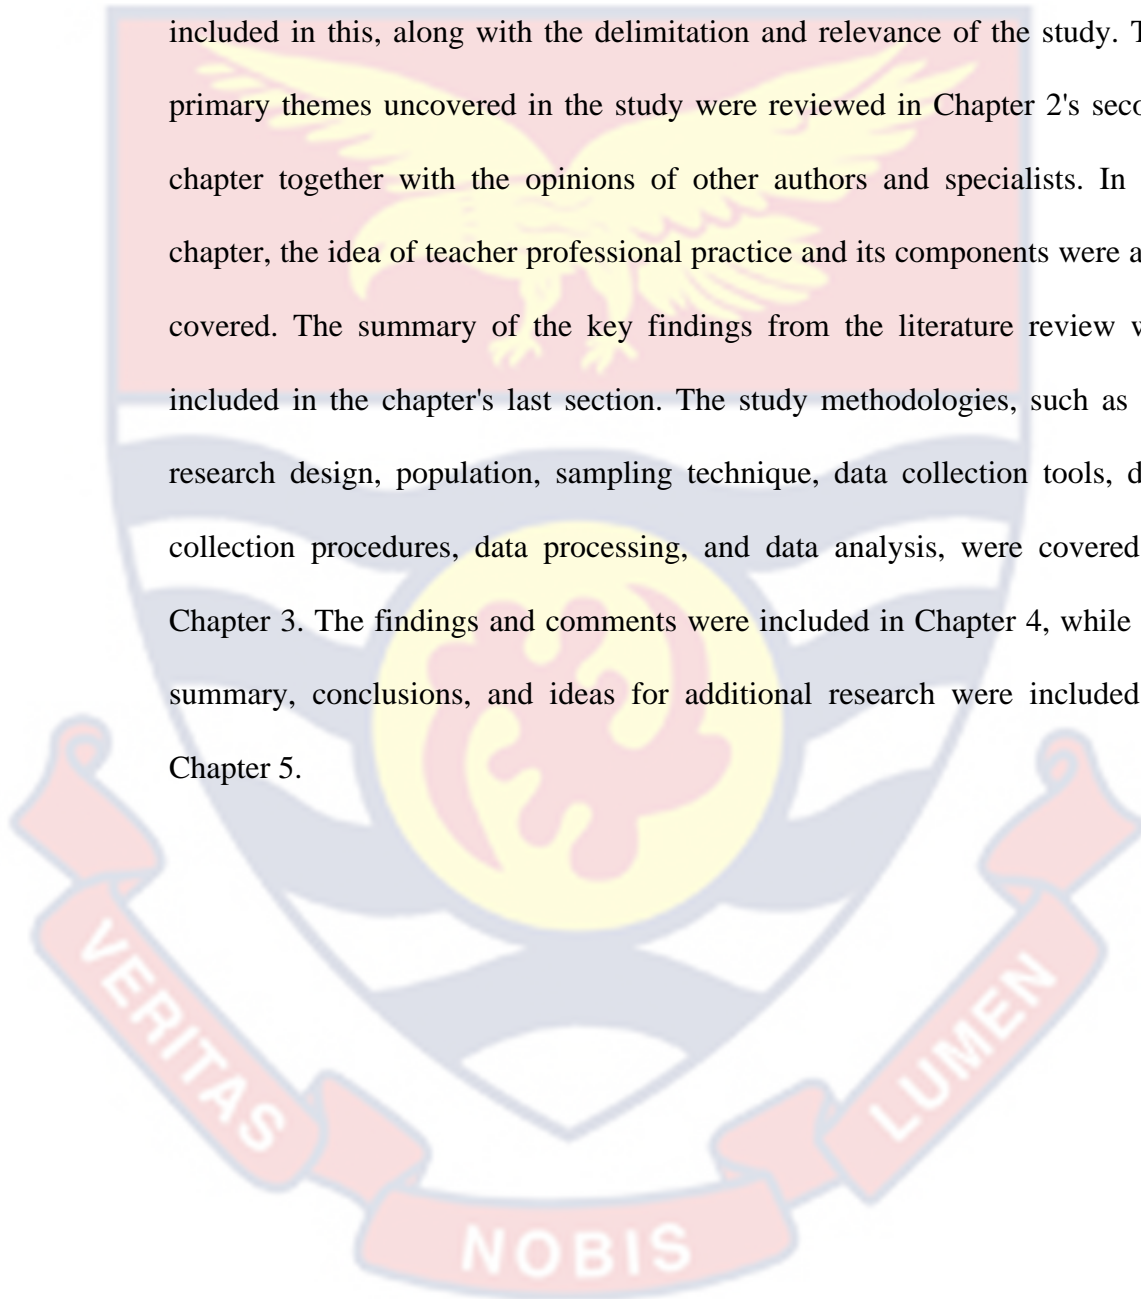 included in this, along with the delimitation and relevance of the study. T
primary themes uncovered in the study were reviewed in Chapter 2's seco
chapter together with the opinions of other authors and specialists. In
chapter, the idea of teacher professional practice and its components were a
covered. The summary of the key findings from the literature review w
included in the chapter's last section. The study methodologies, such as
research design, population, sampling technique, data collection tools, d
collection procedures, data processing, and data analysis, were covered
Chapter 3. The findings and comments were included in Chapter 4, while
summary, conclusions, and ideas for additional research were included
Chapter 5.
VERITAS
NOBIS
LUMEN